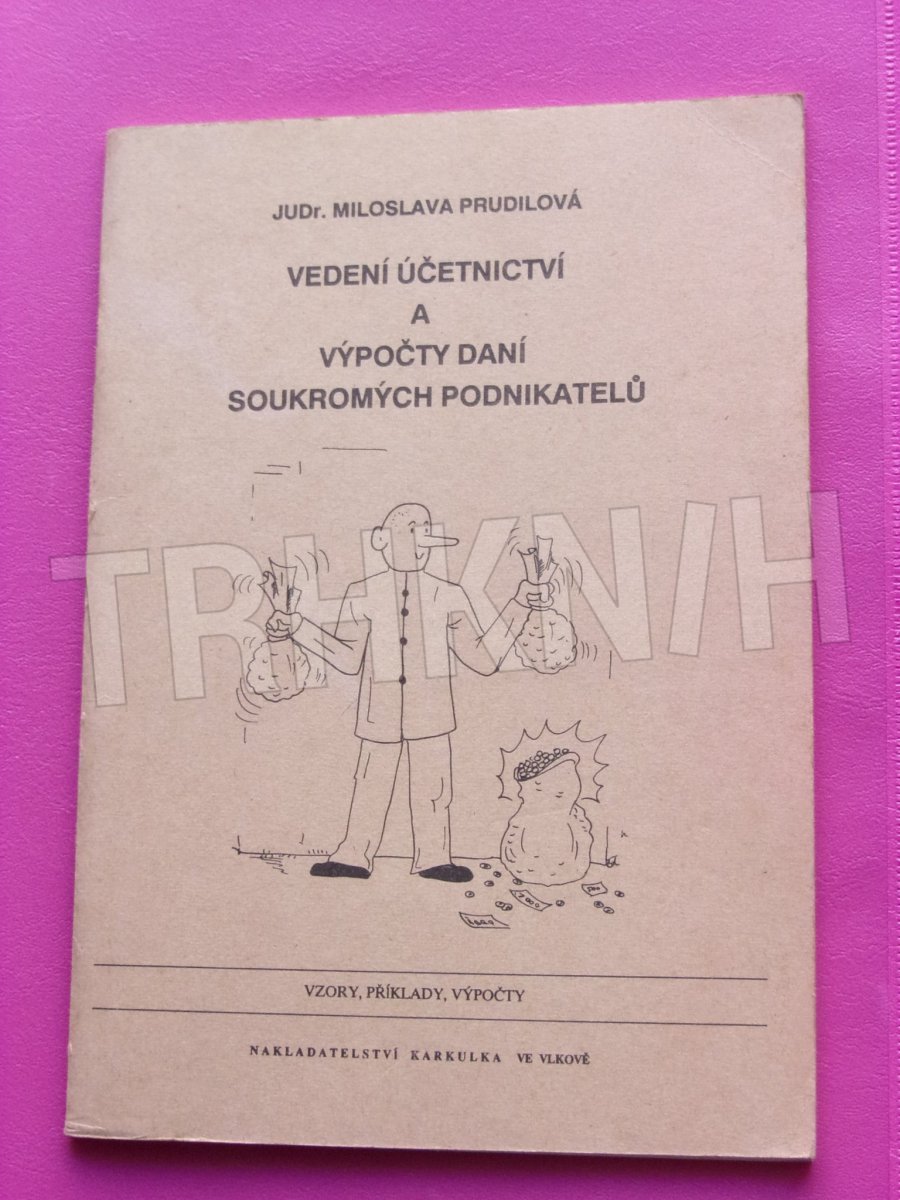 JUDr. MILOSLAVA PRUDILOVÁ
VEDENÍ ÚČETNICTVÍ
A
VÝPOČTY DANÍ
SOUKROMÝCH PODNIKATELŮ
TRHKNIH
VZORY, PŘÍKLADY, VÝPOČTY
NAKLADATELSTVÍ KARKULKA VE VLKOVĚ